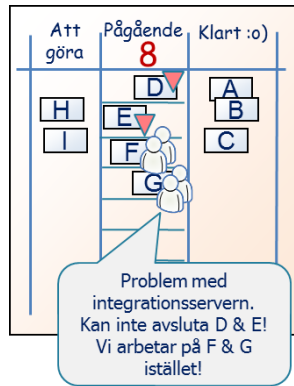 Att göra
Pågående
8
Klart :o)
D
A
H
E
B
I
F
C
G
Problem med
integrationsservern.
Kan inte avsluta D & E!
Vi arbetar på F & G
istället!